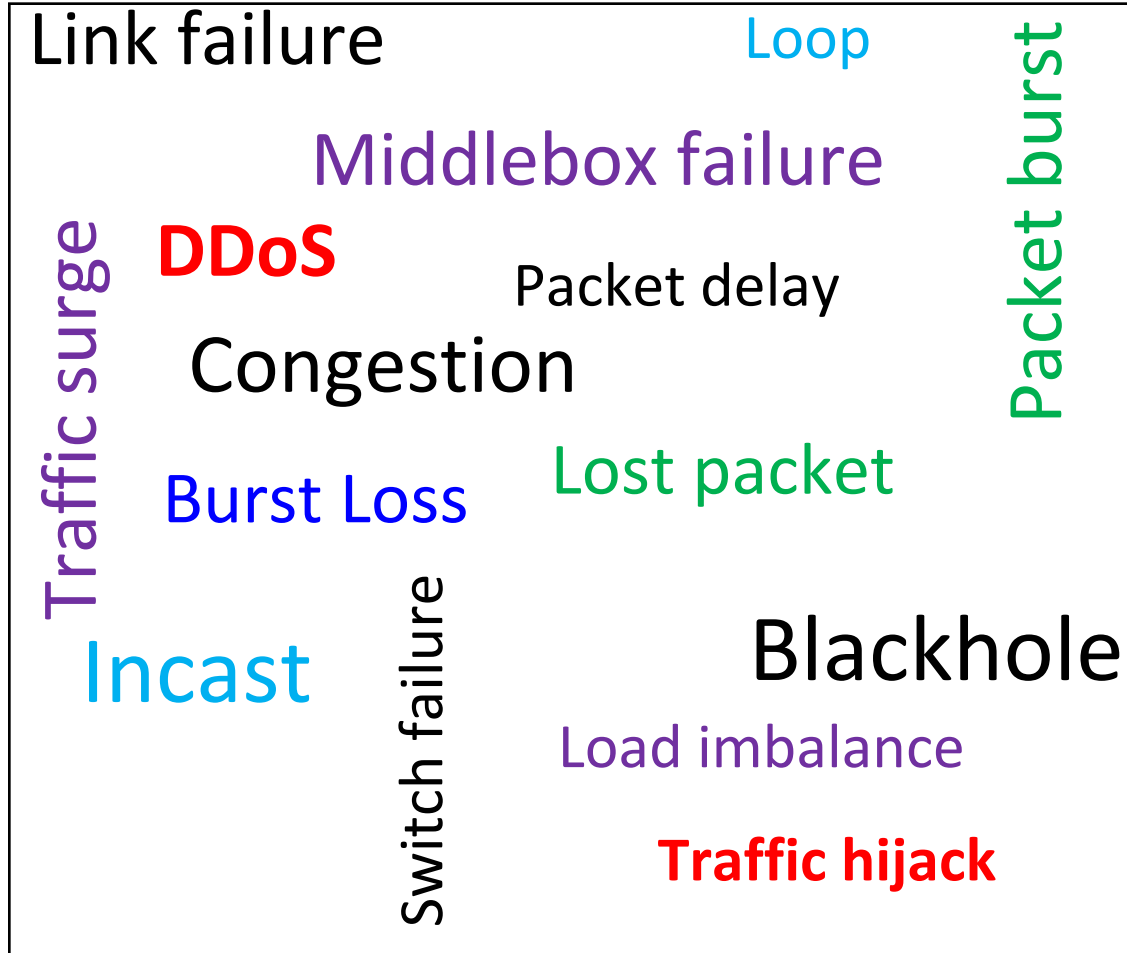 Link failure
Loop
Packet burst
Middlebox failure
DDoS
Traffic surge
Packet delay
Congestion
Lost packet
Burst Loss
Switch failure
Blackhole
Incast
Load imbalance
Traffic hijack